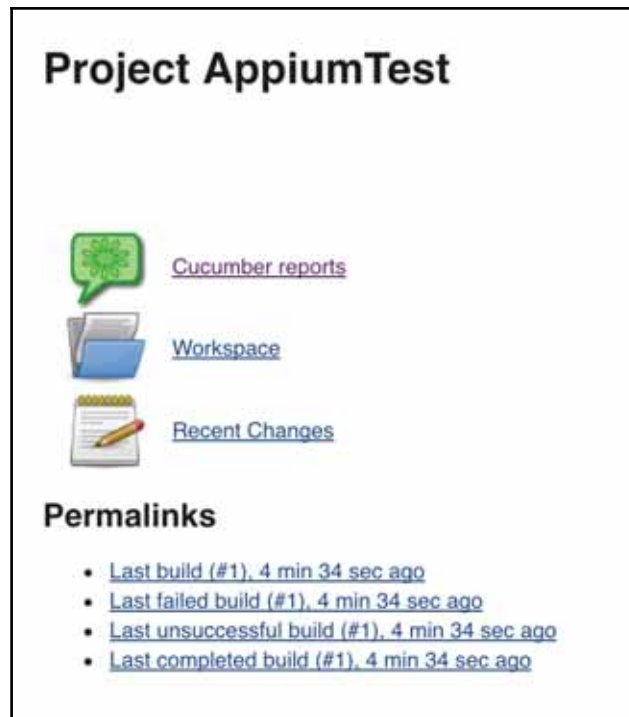 Project AppiumTest
Cucumber reports
Workspace
Recent Changes
Permalinks
Last build (#1), 4 min 34 sec ago
Last failed build (#1), 4 min 34 sec ago
Last unsuccessful build (#1), 4 min 34 sec ago
Last completed build (#1), 4 min 34 sec ago